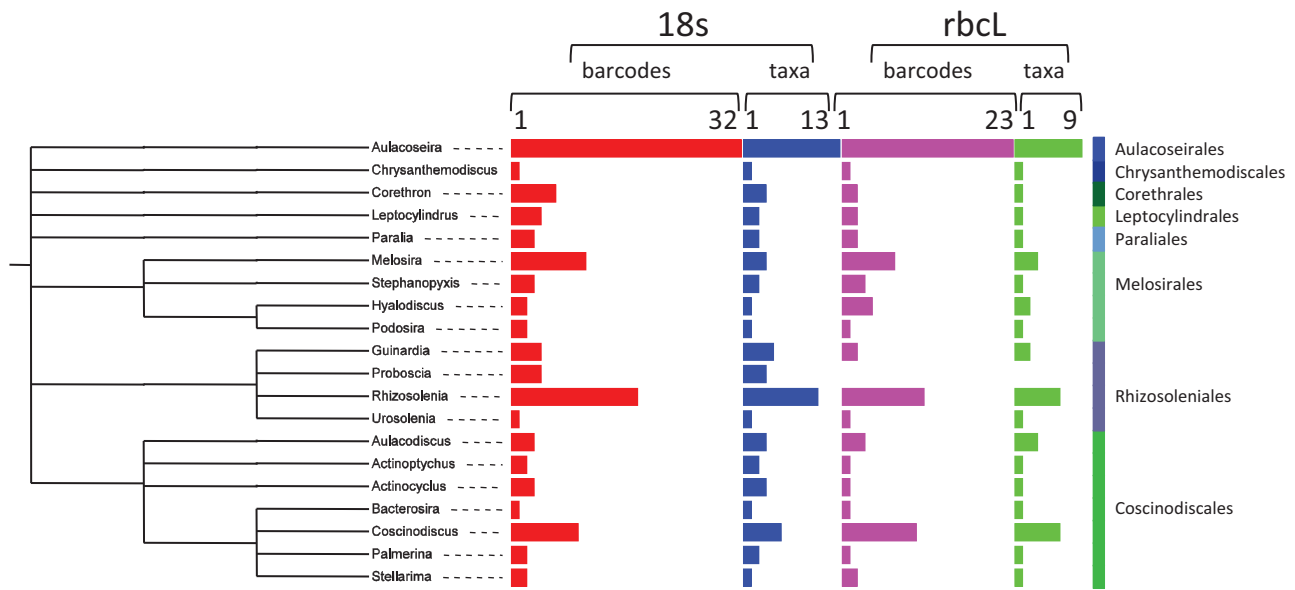 18s rbcL
barcodes taxa barcodes taxa
1 32 1 13 1 23 1 9
Aulacoseira Aulacoseirales
Chrysanthemodiscus Chrysanthemodiscales
Corethron Corethrales
Leptocylindrus Leptocylindrales
Paralia Paraliales
Melosira
Stephanopyxis Melosirales
Hyalodiscus
Podosira
Guinardia
Proboscia
Rhizosolenia Rhizosoleniales
Urosolenia
Aulacodiscus
Actinoptychus
Actinocyclus
Bacterosira Coscinodiscales
Coscinodiscus
Palmerina
Stellarima